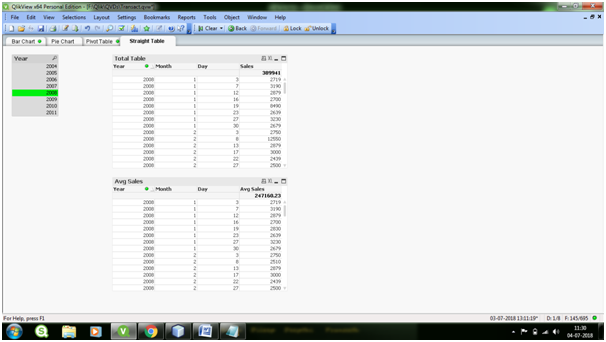 QlikView x64 Personal Edition - [F:\QlikQVDs\Transact.qvw*]
File Edit View Selections Layout Settings Bookmarks Reports Tools Object Window Help
Clear Back Forward Lock Unlock
Bar Chart Pie Chart Pivot Table Straight Table
Year
2004
2005
2006
2007
2008
2009
2010
2011
Total Table
Year Month Day Sales
389941
2008 1 3 2719
2008 1 7 3190
2008 1 12 2879
2008 1 16 2700
2008 1 19 8490
2008 1 23 2639
2008 1 27 3230
2008 1 30 2679
2008 2 3 2750
2008 2 8 12550
2008 2 13 2879
2008 2 17 3000
2008 2 22 2439
2008 2 27 2500
Avg Sales
Year Month Day Avg Sales
247160.23
2008 1 3 2719
2008 1 7 3190
2008 1 12 2879
2008 1 16 2700
2008 1 19 2830
2008 1 23 2639
2008 1 27 3230
2008 1 30 2679
2008 2 3 2750
2008 2 8 2510
2008 2 13 2879
2008 2 17 3000
2008 2 22 2439
2008 2 27 2500
For Help, press F1
03-07-2018 13:11:19* D: 1/8 F: 145/695
11:30
04-07-2018